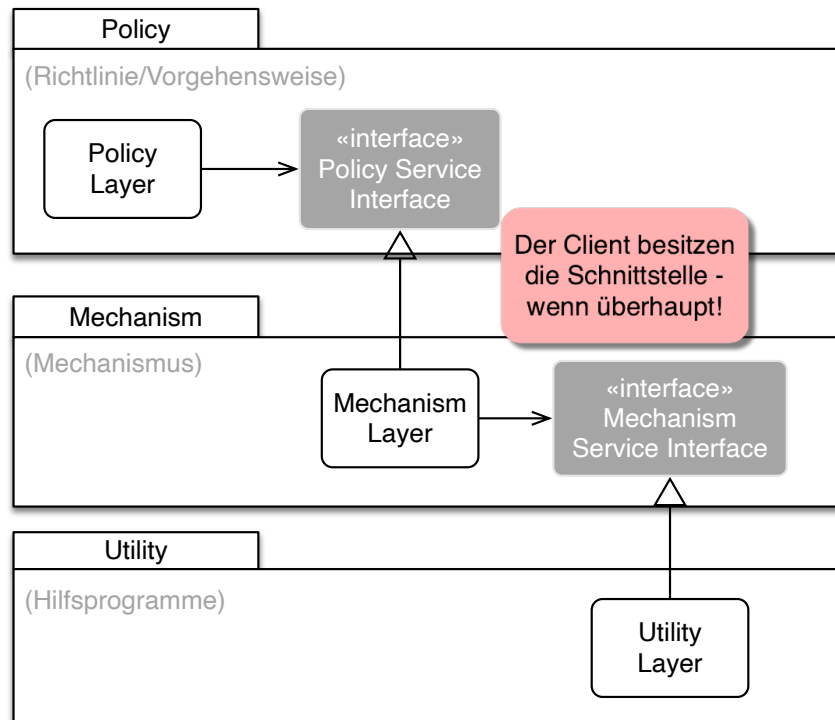 Policy
(Richtlinie/Vorgehensweise)
Policy
Layer
«interface»
Policy Service
Interface
Der Client besitzen
die Schnittstelle -
wenn überhaupt!
Mechanism
(Mechanismus)
Mechanism
Layer
«interface»
Mechanism
Service Interface
Utility
(Hilfsprogramme)
Utility
Layer